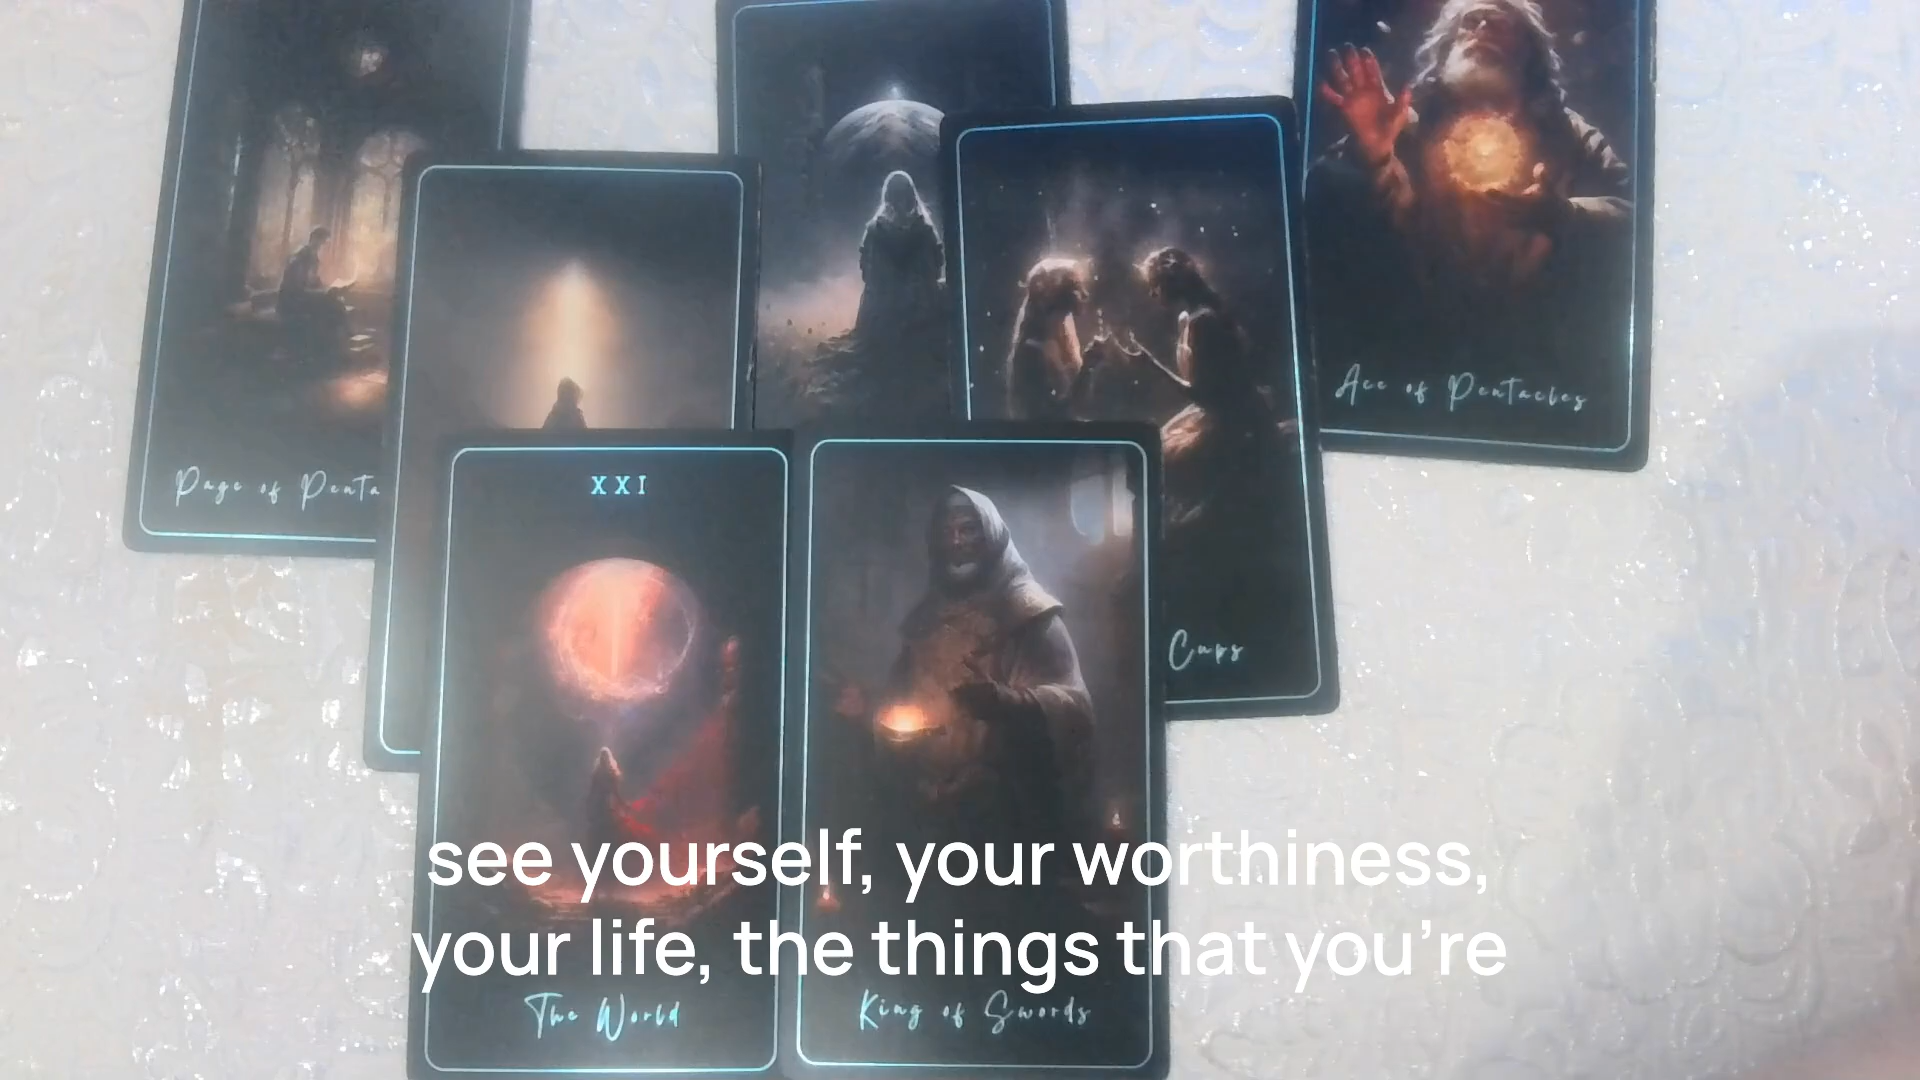 Ace of Pentacles
Page of Penta
Cups
XXI
see yourself, your worthiness,
your life, the things that you're
The World
King of Swords